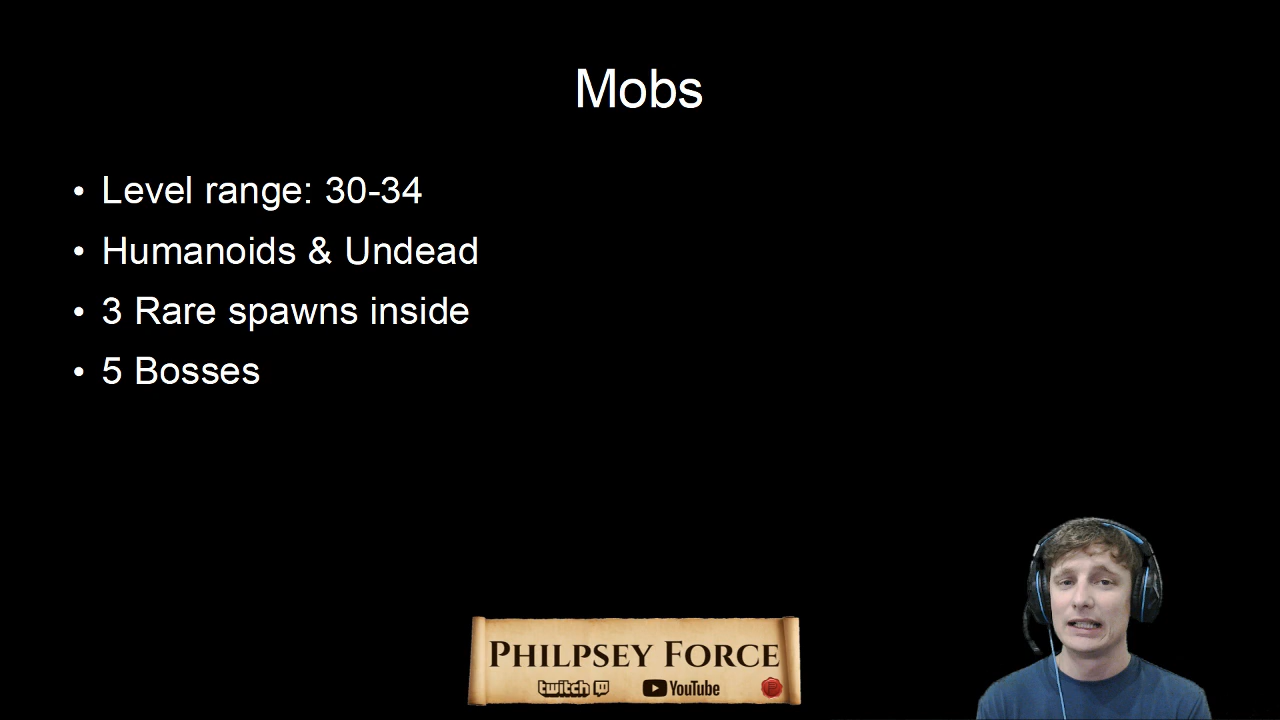 Mobs
• Level range: 30-34
• Humanoids & Undead
• 3 Rare spawns inside
• 5 Bosses
PHILPSEY FORCE
twitch YouTube